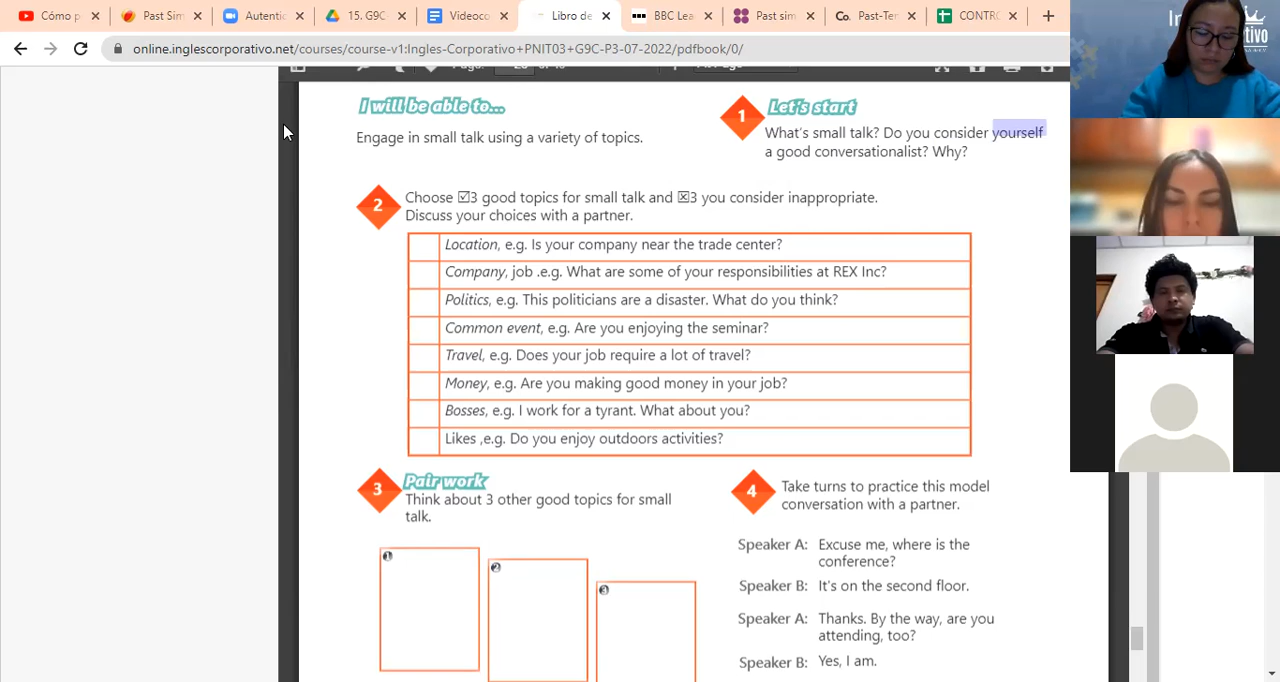 Cómo p
Past Sim
Autentic
15. G9C
Videoco
Libro de
BBC Lea
Past sim
Past-Ter
CONTRO
online.inglescorporativo.net/courses/course-v1:Ingles-Corporativo+PNIT03+G9C-P3-07-2022/pdfbook/0/
I will be able to...
Engage in small talk using a variety of topics.
1
Let's start
What's small talk? Do you consider yourself
a good conversationalist? Why?
2
Choose ☑3 good topics for small talk and ☒3 you consider inappropriate.
Discuss your choices with a partner.
Location, e.g. Is your company near the trade center?
Company, job .e.g. What are some of your responsibilities at REX Inc?
Politics, e.g. This politicians are a disaster. What do you think?
Common event, e.g. Are you enjoying the seminar?
Travel, e.g. Does your job require a lot of travel?
Money, e.g. Are you making good money in your job?
Bosses, e.g. I work for a tyrant. What about you?
Likes ,e.g. Do you enjoy outdoors activities?
3
Pair work
Think about 3 other good topics for small
talk.
1
2
3
4
Take turns to practice this model
conversation with a partner.
Speaker A: Excuse me, where is the
conference?
Speaker B: It's on the second floor.
Speaker A: Thanks. By the way, are you
attending, too?
Speaker B: Yes, I am.